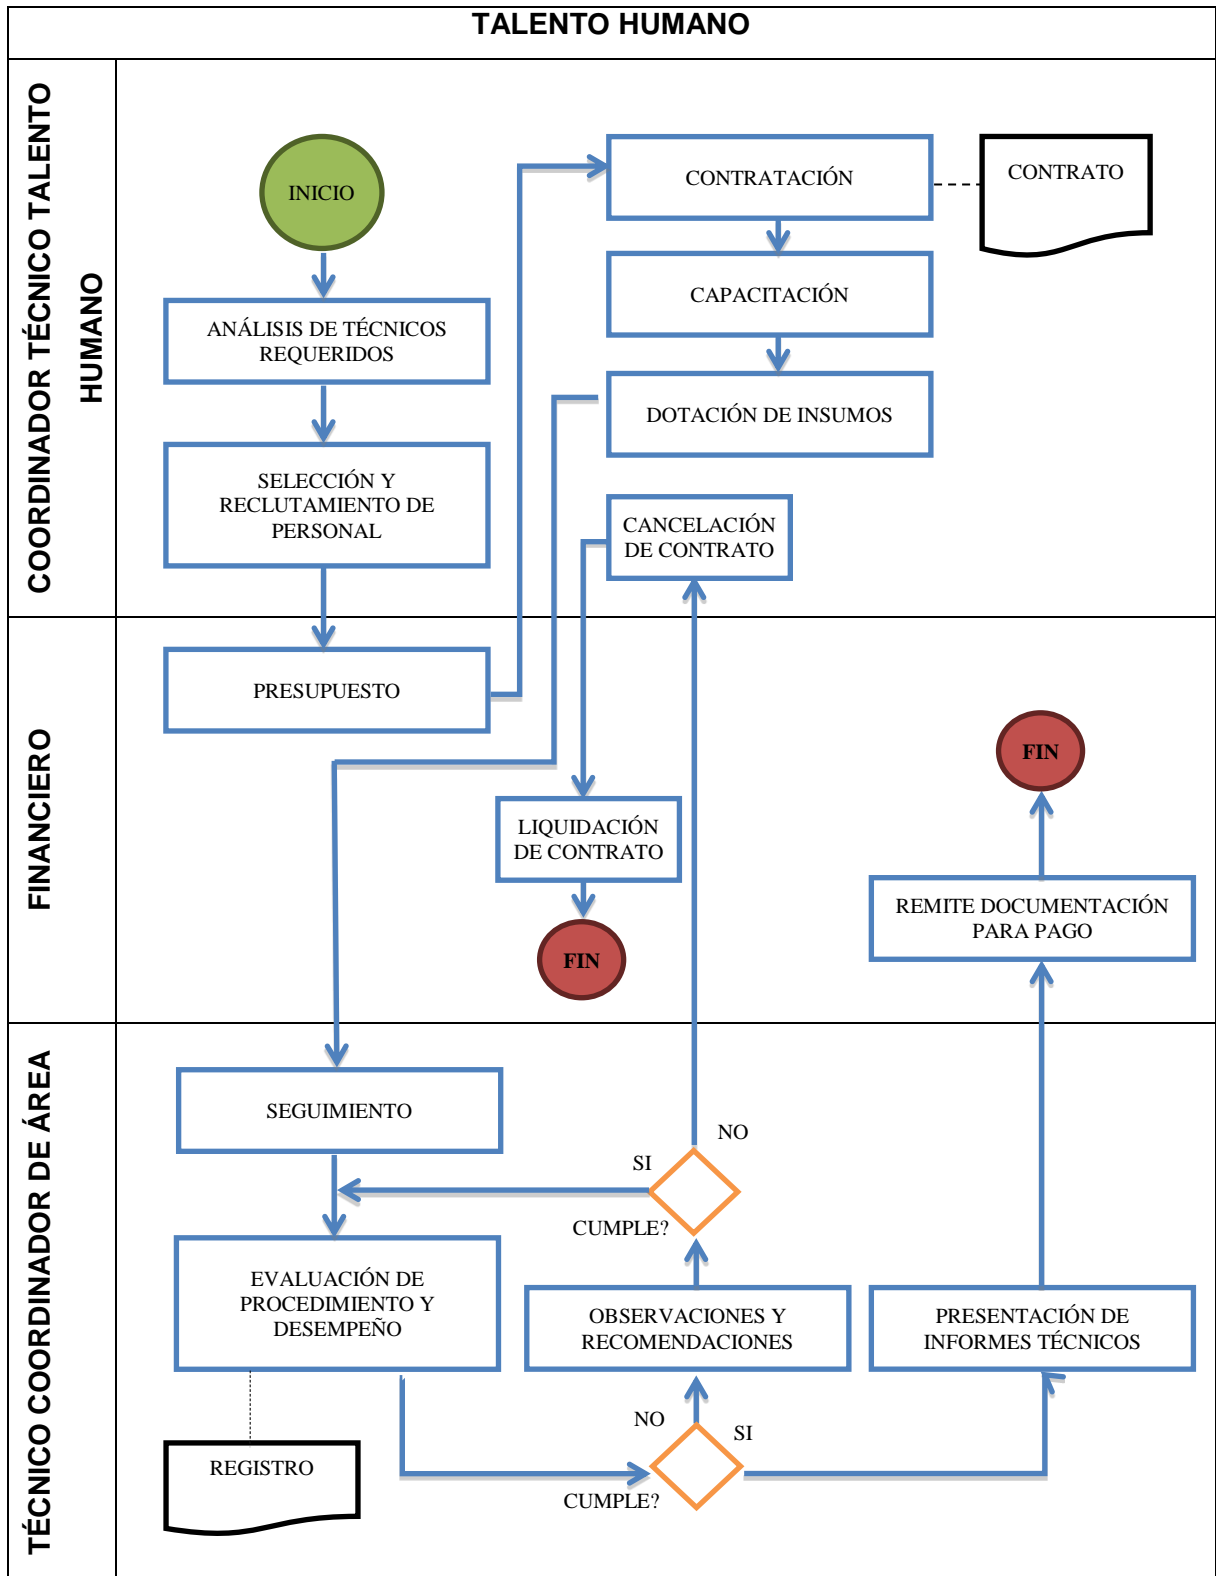 TALENTO HUMANO
COORDINADOR TÉCNICO TALENTO
HUMANO
INICIO
ANÁLISIS DE TÉCNICOS
REQUERIDOS
SELECCIÓN Y
RECLUTAMIENTO DE
PERSONAL
CONTRATACIÓN
CONTRATO
CAPACITACIÓN
DOTACIÓN DE INSUMOS
CANCELACIÓN
DE CONTRATO
FINANCIERO
PRESUPUESTO
LIQUIDACIÓN
DE CONTRATO
FIN
FIN
REMITE DOCUMENTACIÓN
PARA PAGO
TÉCNICO COORDINADOR DE ÁREA
SEGUIMIENTO
NO
SI
CUMPLE?
EVALUACIÓN DE
PROCEDIMIENTO Y
DESEMPEÑO
OBSERVACIONES Y
RECOMENDACIONES
PRESENTACIÓN DE
INFORMES TÉCNICOS
NO
SI
CUMPLE?
REGISTRO